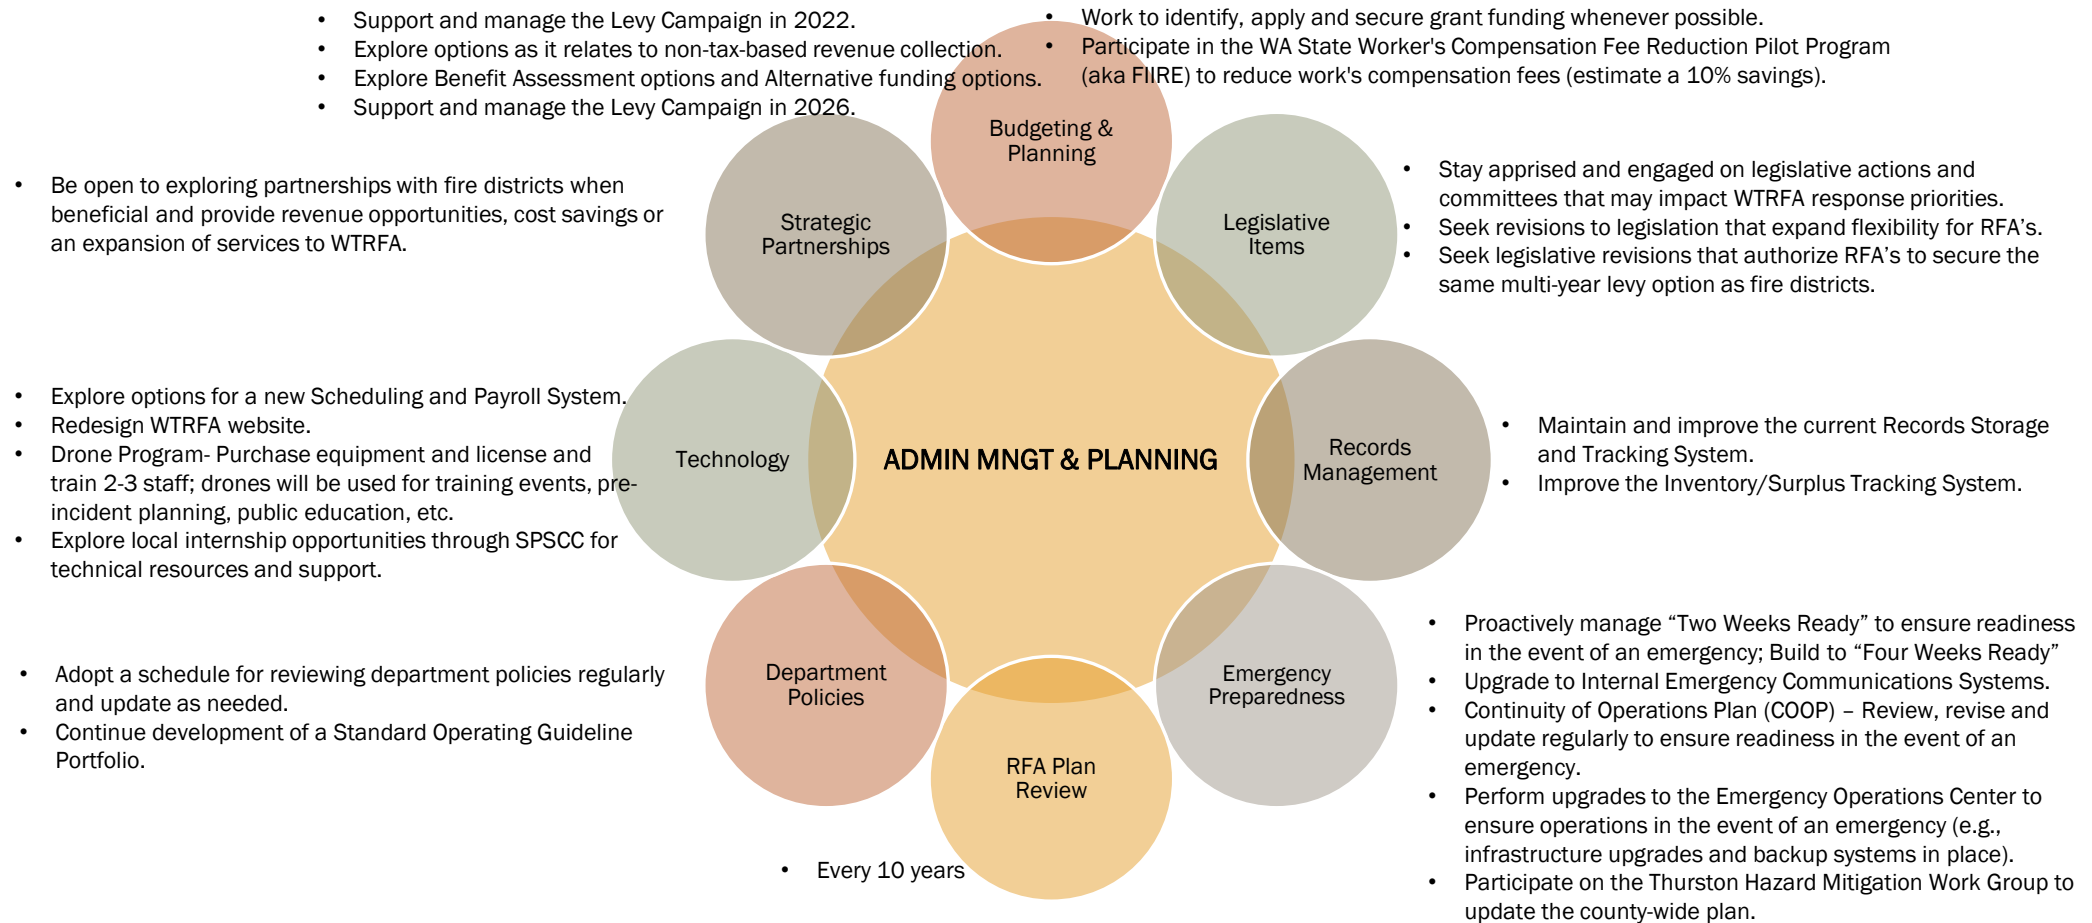 • Support and manage the Levy Campaign in 2022.
• Explore options as it relates to non-tax-based revenue collection.
• Explore Benefit Assessment options and Alternative funding options.
• Support and manage the Levy Campaign in 2026.
• Work to identify, apply and secure grant funding whenever possible.
• Participate in the WA State Worker's Compensation Fee Reduction Pilot Program
(aka FIIRE) to reduce work's compensation fees (estimate a 10% savings).
Budgeting &
Planning
• Be open to exploring partnerships with fire districts when
beneficial and provide revenue opportunities, cost savings or
an expansion of services to WTRFA.
Strategic
Partnerships
Legislative
Items
• Stay apprised and engaged on legislative actions and
committees that may impact WTRFA response priorities.
• Seek revisions to legislation that expand flexibility for RFA’s.
• Seek legislative revisions that authorize RFA’s to secure the
same multi-year levy option as fire districts.
• Explore options for a new Scheduling and Payroll System.
• Redesign WTRFA website.
• Drone Program- Purchase equipment and license and
train 2-3 staff; drones will be used for training events, pre-
incident planning, public education, etc.
• Explore local internship opportunities through SPSCC for
technical resources and support.
Technology
ADMIN MNGT & PLANNING
Records
Management
• Maintain and improve the current Records Storage
and Tracking System.
• Improve the Inventory/Surplus Tracking System.
• Adopt a schedule for reviewing department policies regularly
and update as needed.
• Continue development of a Standard Operating Guideline
Portfolio.
Department
Policies
Emergency
Preparedness
• Proactively manage “Two Weeks Ready” to ensure readiness
in the event of an emergency; Build to “Four Weeks Ready”
• Upgrade to Internal Emergency Communications Systems.
• Continuity of Operations Plan (COOP) – Review, revise and
update regularly to ensure readiness in the event of an
emergency.
• Perform upgrades to the Emergency Operations Center to
ensure operations in the event of an emergency (e.g.,
infrastructure upgrades and backup systems in place).
• Participate on the Thurston Hazard Mitigation Work Group to
update the county-wide plan.
RFA Plan
Review
• Every 10 years